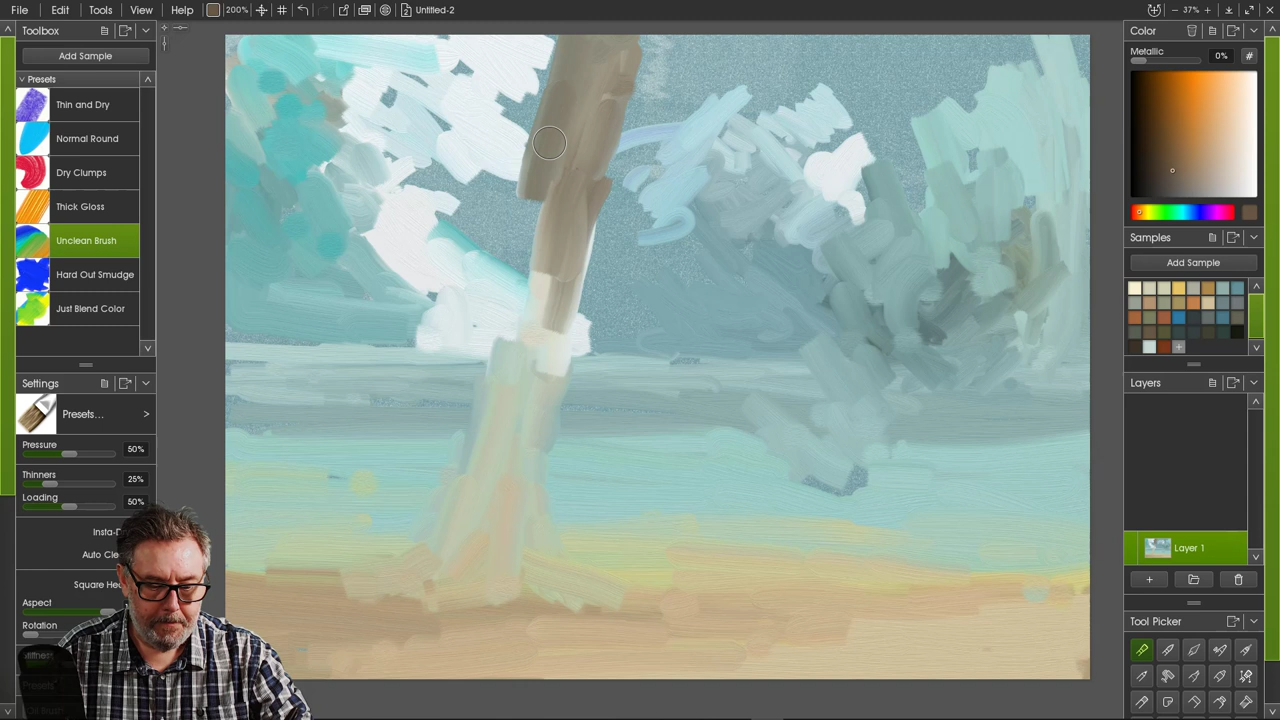 File Edit Tools View Help 200% Untitled-2 37%
Toolbox
Add Sample
Presets
Thin and Dry
Normal Round
Dry Clumps
Thick Gloss
Unclean Brush
Hard Out Smudge
Just Blend Color
Settings
Presets...
Pressure 50%
Thinners 25%
Loading 50%
Aspect
Rotation
Stiffness
Color
Metallic 0% #
Samples
Add Sample
Layers
Layer 1
Tool Picker